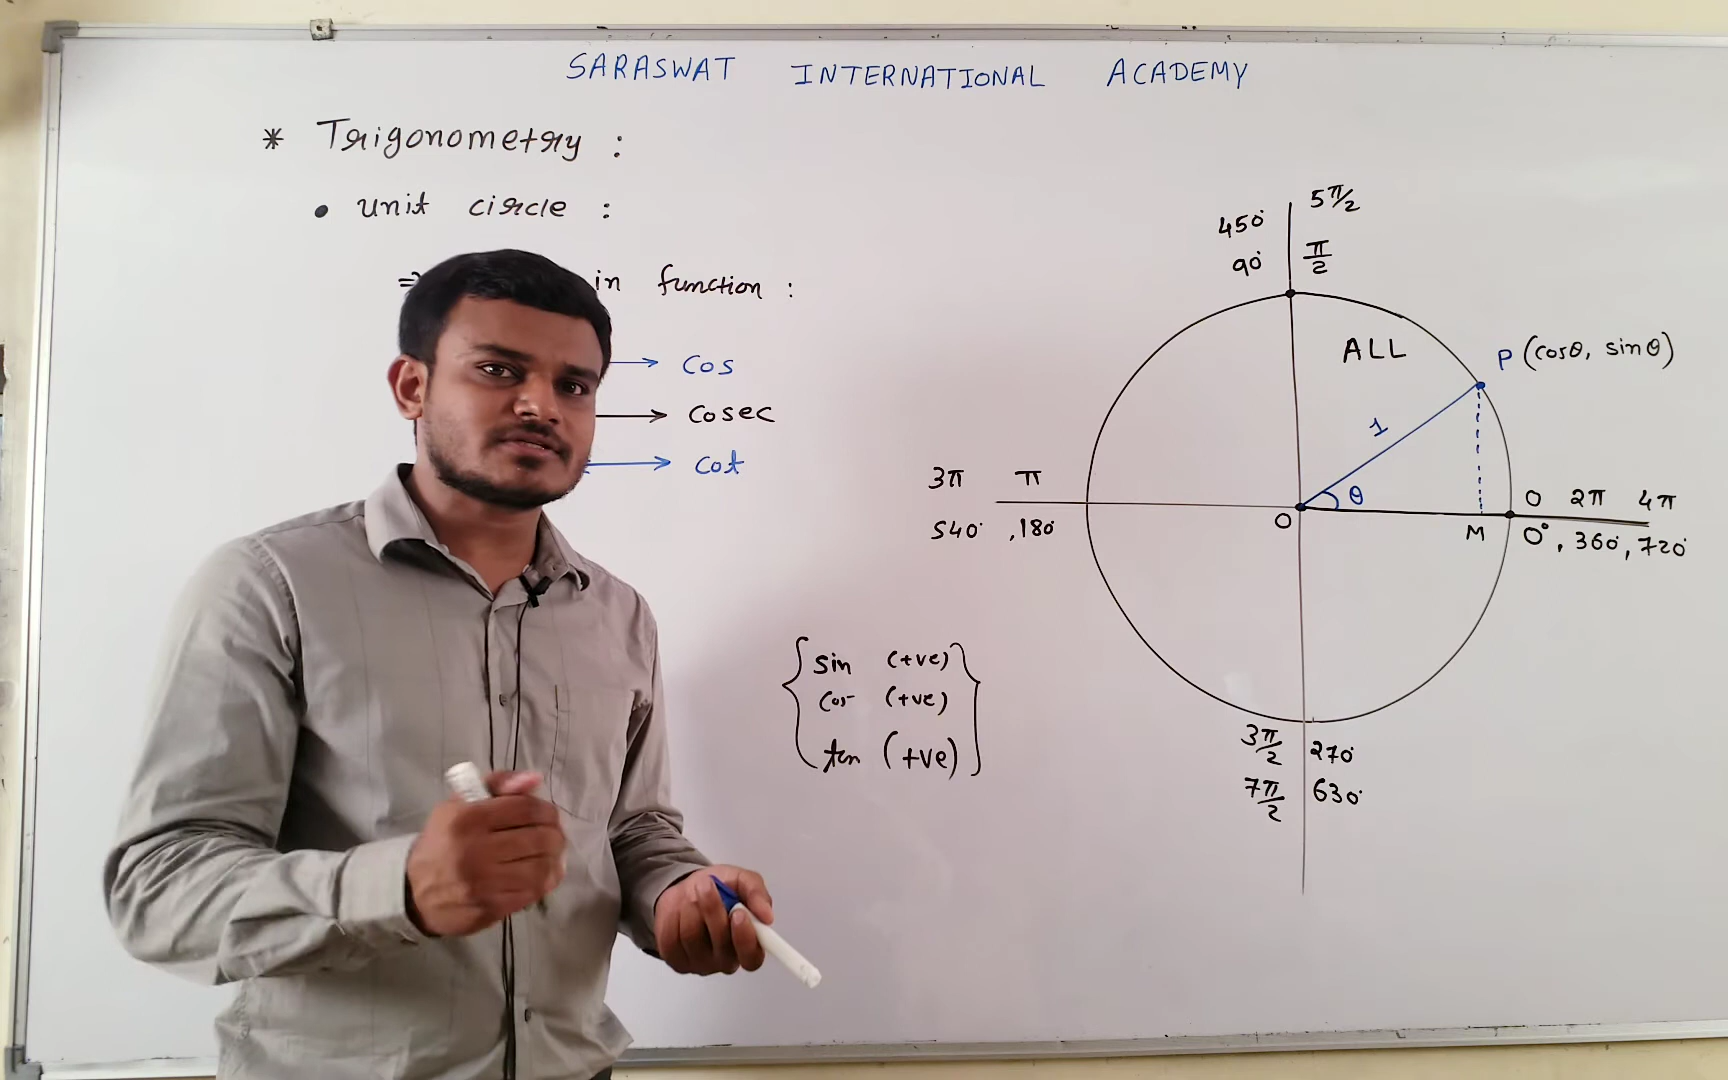 SARASWAT INTERNATIONAL ACADEMY
* Trigonometry :
• unit circle :
⇒ in function :
→ cos
→ cosec
→ cot
450° 5π/2
90° π/2
ALL
P (cosθ, sinθ)
1
θ
3π π
540°, 180°
O
M
0 2π 4π
0°, 360°, 720°
sin (+ve)
cos (+ve)
tan (+ve)
3π/2 270°
7π/2 630°